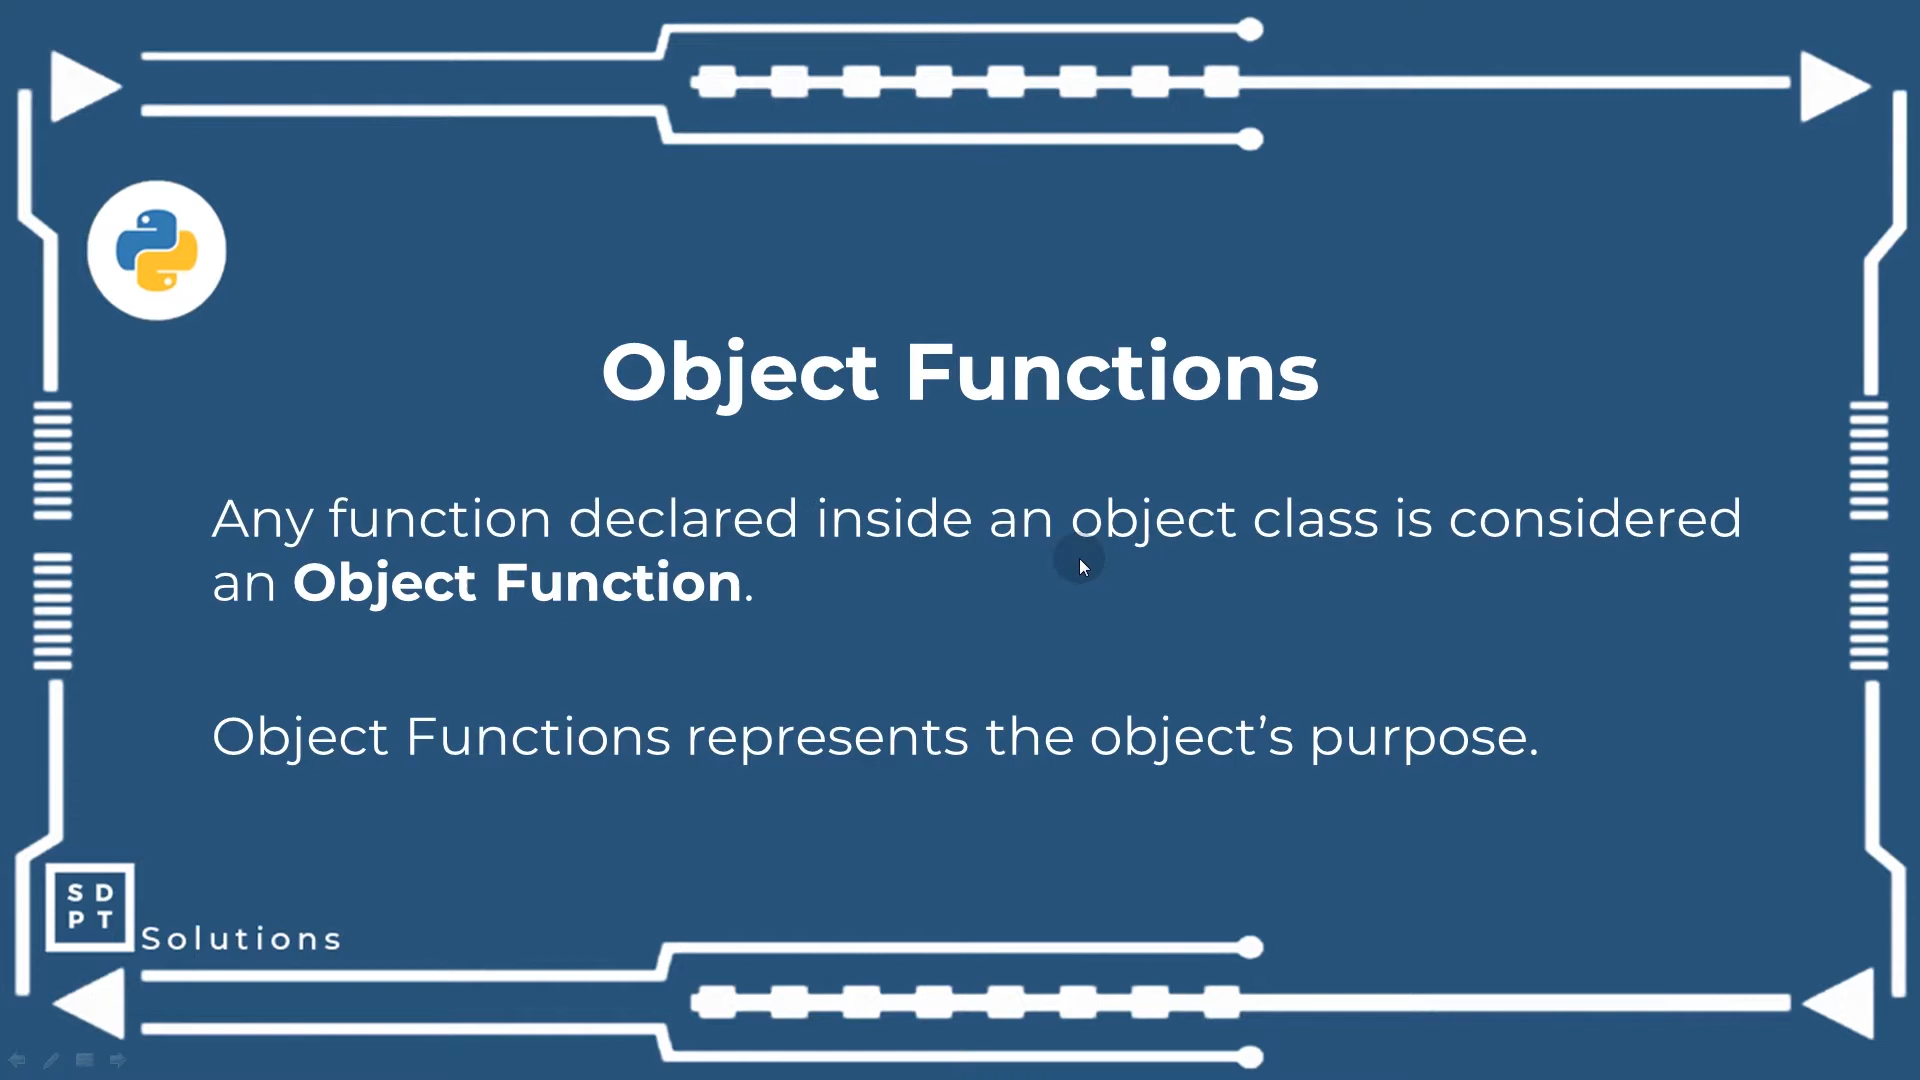 Object Functions
Any function declared inside an object class is considered
an Object Function.
Object Functions represents the object’s purpose.
S D
P T
Solutions